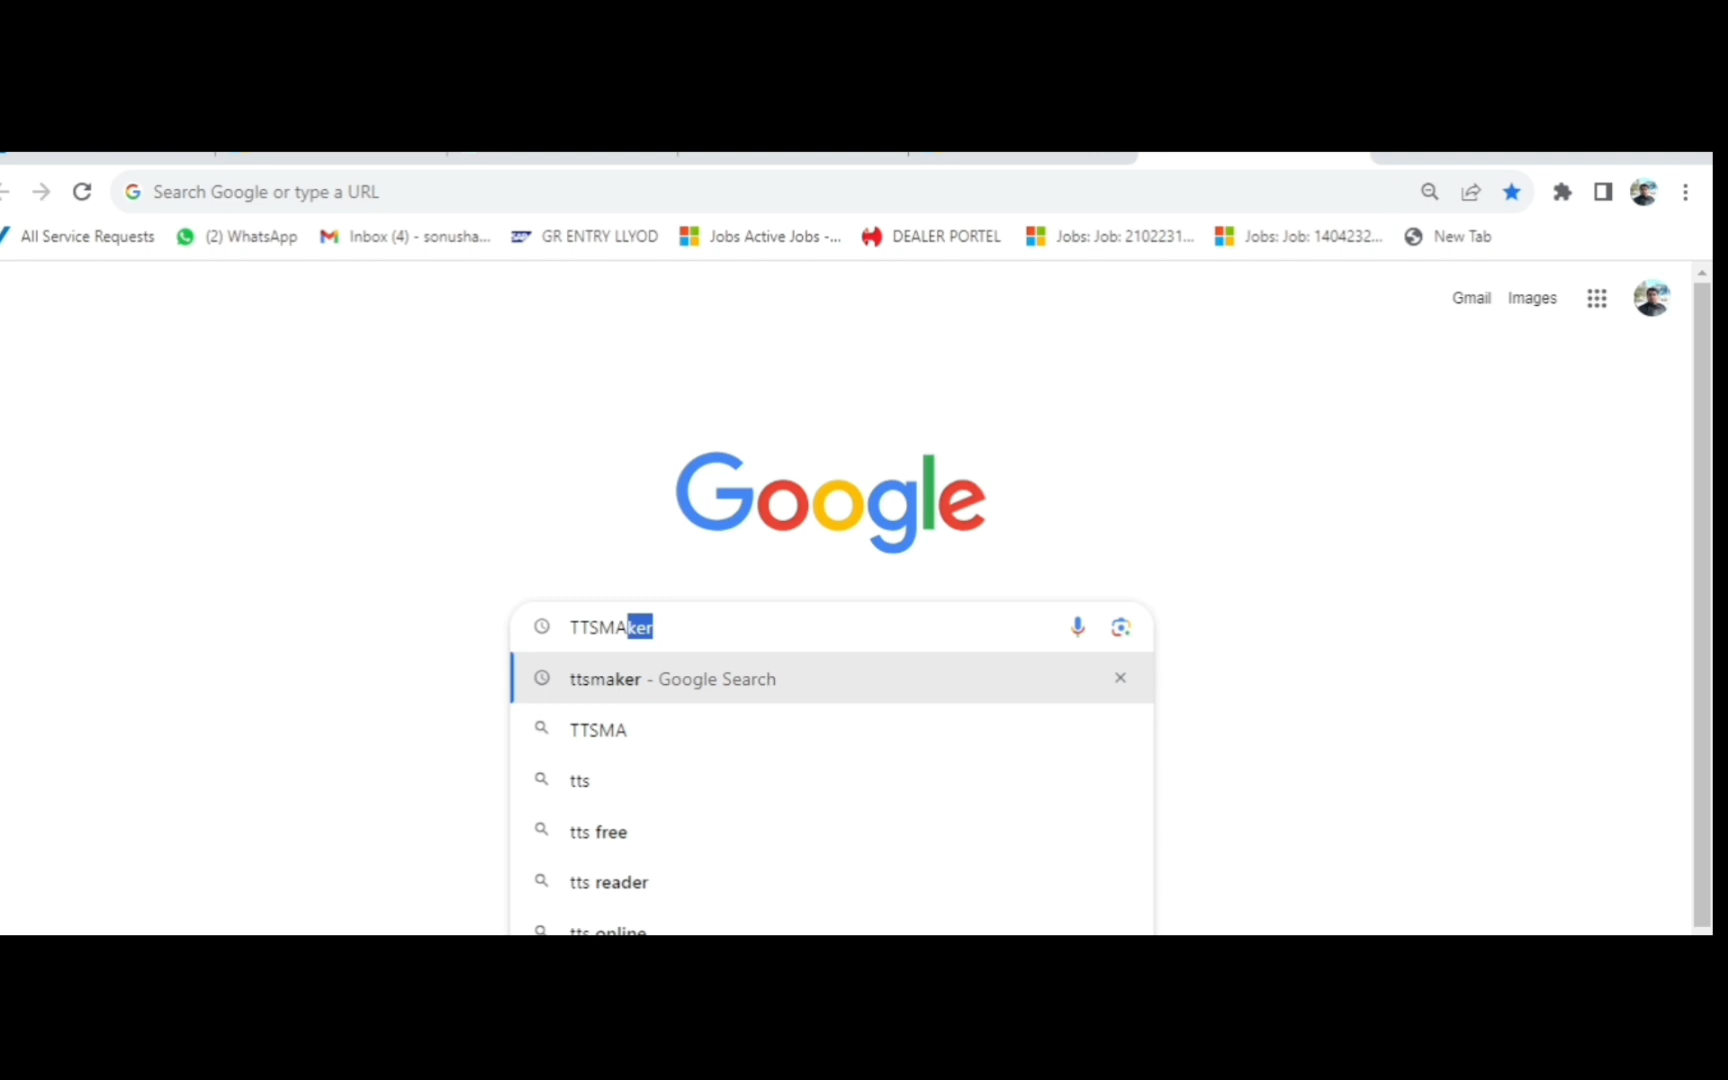 Search Google or type a URL
All Service Requests (2) WhatsApp Inbox (4) - sonusha... GR ENTRY LLYOD Jobs Active Jobs -... DEALER PORTEL Jobs: Job: 2102231... Jobs: Job: 1404232... New Tab
Gmail Images
Google
TTSMAker
ttsmaker - Google Search
TTSMA
tts
tts free
tts reader
tts online